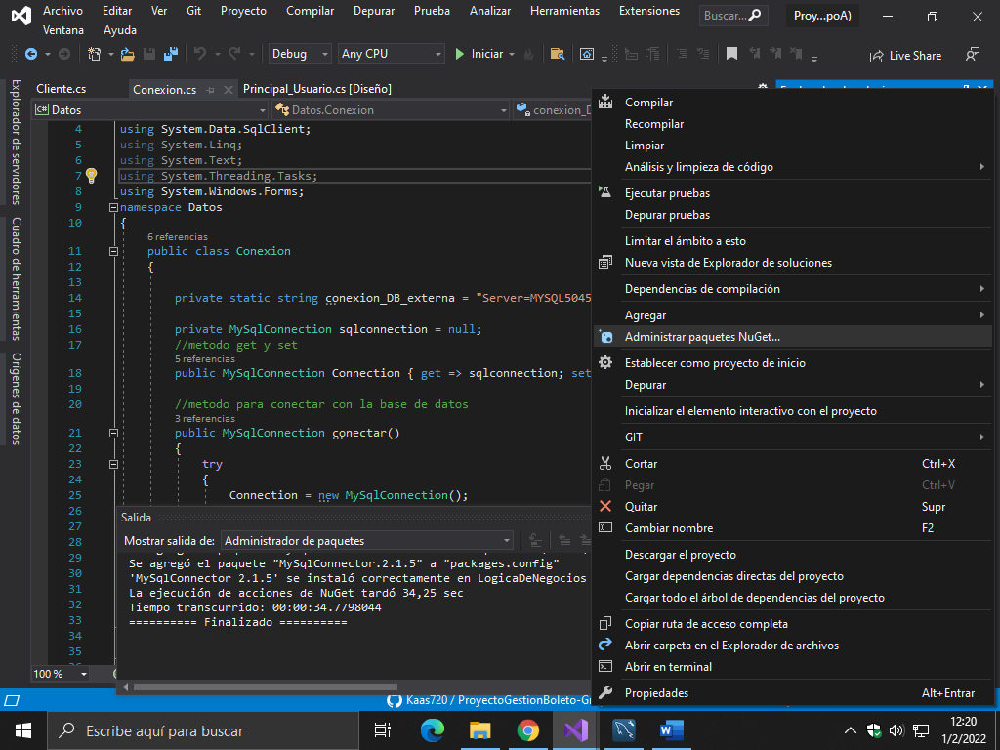 Archivo Editar Ver Git Proyecto Compilar Depurar Prueba Analizar Herramientas Extensiones Buscar... Proy...poA)
Ventana Ayuda
Debug Any CPU Iniciar Live Share
Explorador de servidores
Cuadro de herramientas
Orígenes de datos
Cliente.cs Conexion.cs Principal_Usuario.cs [Diseño]
C# Datos Datos.Conexion conexion_D
4 using System.Data.SqlClient;
5 using System.Linq;
6 using System.Text;
7 using System.Threading.Tasks;
8 using System.Windows.Forms;
9 namespace Datos
10 {
6 referencias
11 public class Conexion
12 {
13
14 private static string conexion_DB_externa = "Server=MYSQL5045
15
16 private MySqlConnection sqlconnection = null;
17 //metodo get y set
5 referencias
18 public MySqlConnection Connection { get => sqlconnection; set
19
20 //metodo para conectar con la base de datos
3 referencias
21 public MySqlConnection conectar()
22 {
23 try
24 {
25 Connection = new MySqlConnection();
26
27
28
29
30
31
32
33
34
35
100 %
Salida
Mostrar salida de: Administrador de paquetes
Se agregó el paquete "MySqlConnector.2.1.5" a "packages.config"
'MySqlConnector 2.1.5' se instaló correctamente en LogicaDeNegocios
La ejecución de acciones de NuGet tardó 34,25 sec
Tiempo transcurrido: 00:00:34.7798044
========== Finalizado ==========
Compilar
Recompilar
Limpiar
Análisis y limpieza de código
Ejecutar pruebas
Depurar pruebas
Limitar el ámbito a esto
Nueva vista de Explorador de soluciones
Dependencias de compilación
Agregar
Administrar paquetes NuGet...
Establecer como proyecto de inicio
Depurar
Inicializar el elemento interactivo con el proyecto
GIT
Cortar Ctrl+X
Pegar Ctrl+V
Quitar Supr
Cambiar nombre F2
Descargar el proyecto
Cargar dependencias directas del proyecto
Cargar todo el árbol de dependencias del proyecto
Copiar ruta de acceso completa
Abrir carpeta en el Explorador de archivos
Abrir en terminal
Propiedades Alt+Entrar
Kaas720 / ProyectoGestionBoleto-Gr
Escribe aquí para buscar
12:20
1/2/2022